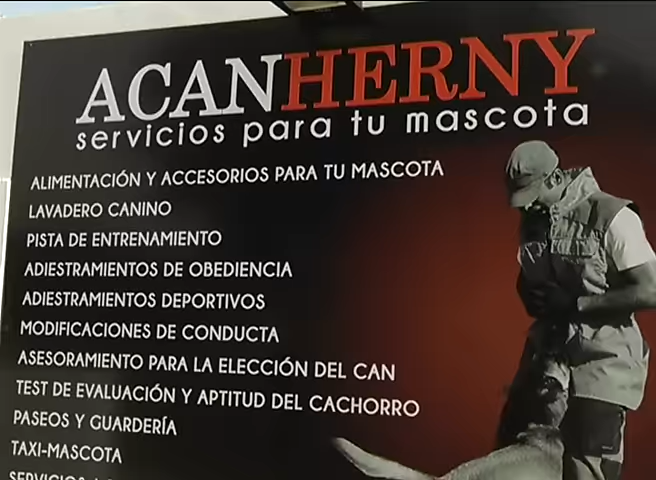 ACANHERNY
servicios para tu mascota
ALIMENTACIÓN Y ACCESORIOS PARA TU MASCOTA
LAVADERO CANINO
PISTA DE ENTRENAMIENTO
ADIESTRAMIENTOS DE OBEDIENCIA
ADIESTRAMIENTOS DEPORTIVOS
MODIFICACIONES DE CONDUCTA
ASESORAMIENTO PARA LA ELECCIÓN DEL CAN
TEST DE EVALUACIÓN Y APTITUD DEL CACHORRO
PASEOS Y GUARDERÍA
TAXI-MASCOTA
SERVICIOS